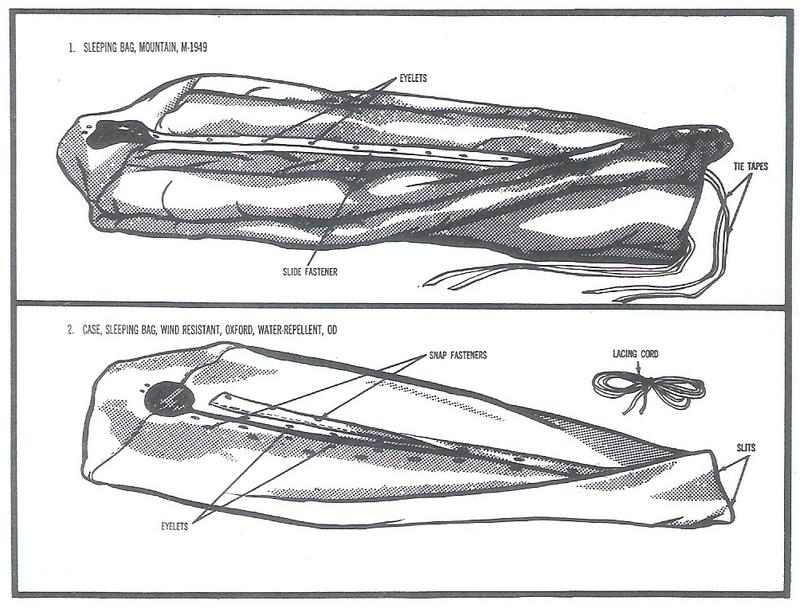 1. SLEEPING BAG, MOUNTAIN, M-1949
EYELETS
TIE TAPES
SLIDE FASTENER
2. CASE, SLEEPING BAG, WIND RESISTANT, OXFORD, WATER-REPELLENT, OD
SNAP FASTENERS
LACING CORD
SLITS
EYELETS